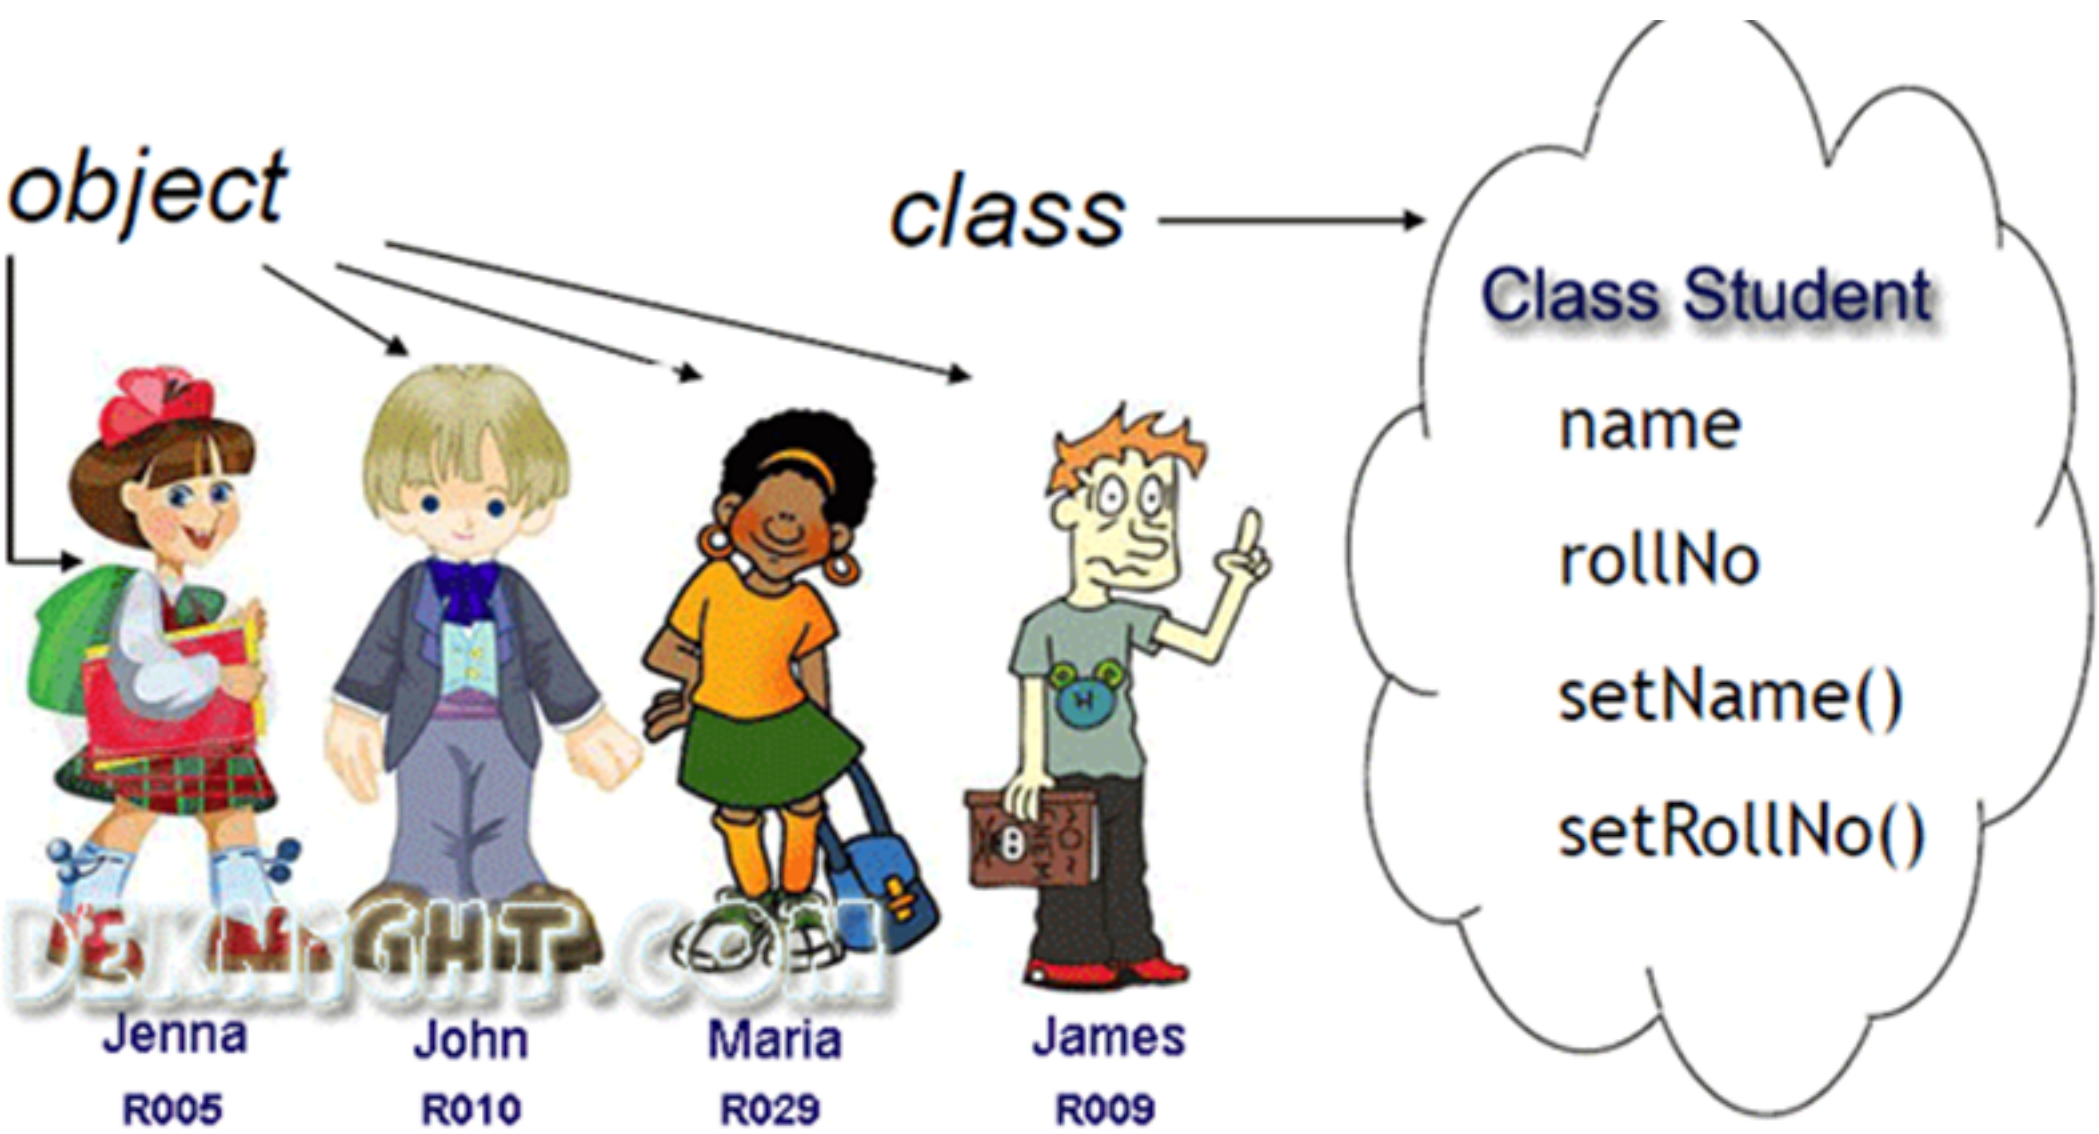 object
class
Class Student
name
rollNo
setName()
setRollNo()
Jenna
John
Maria
James
R005
R010
R029
R009